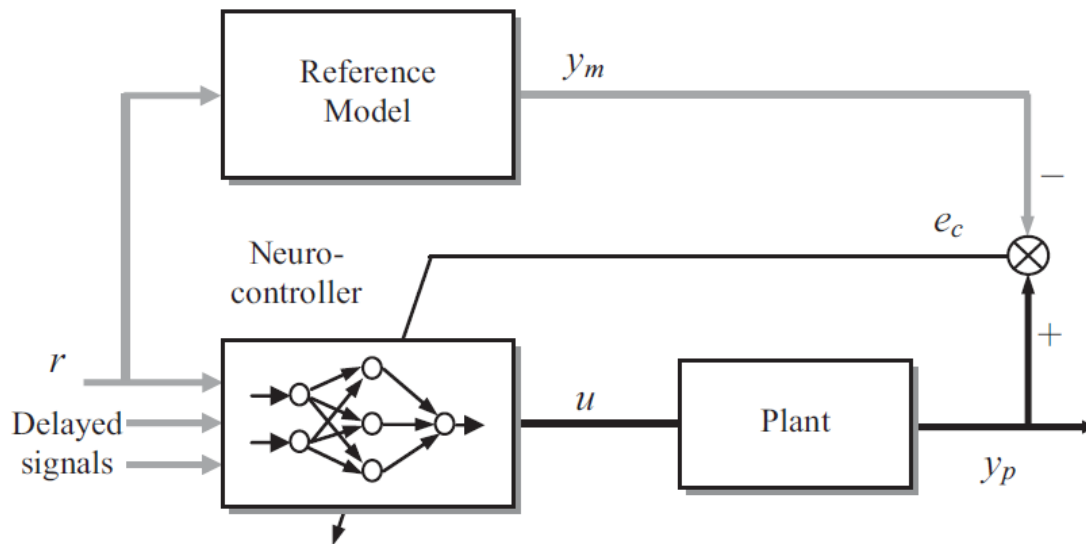 Reference
Model
y_m
−
e_c
Neuro-
controller
+
r
Delayed
signals
u
Plant
y_p